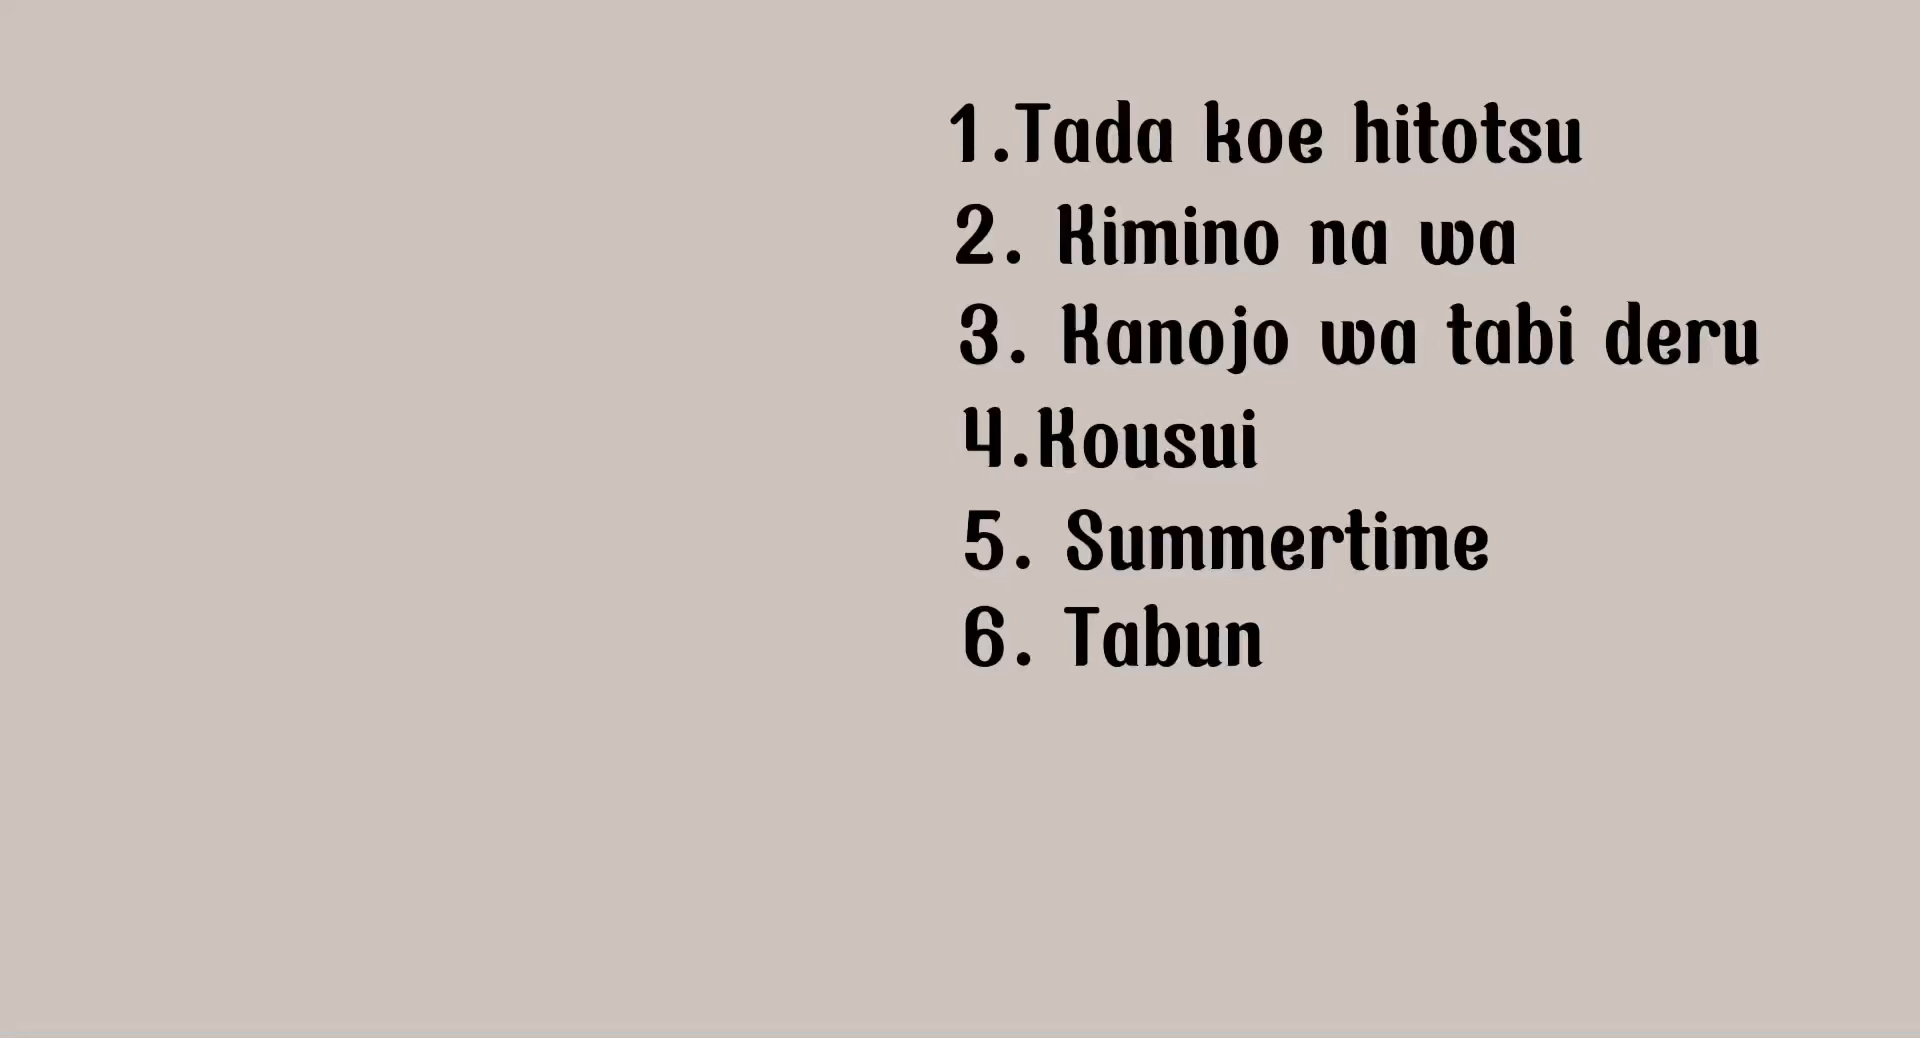 1.Tada koe hitotsu
2. Kimino na wa
3. Kanojo wa tabi deru
4.Kousui
5. Summertime
6. Tabun